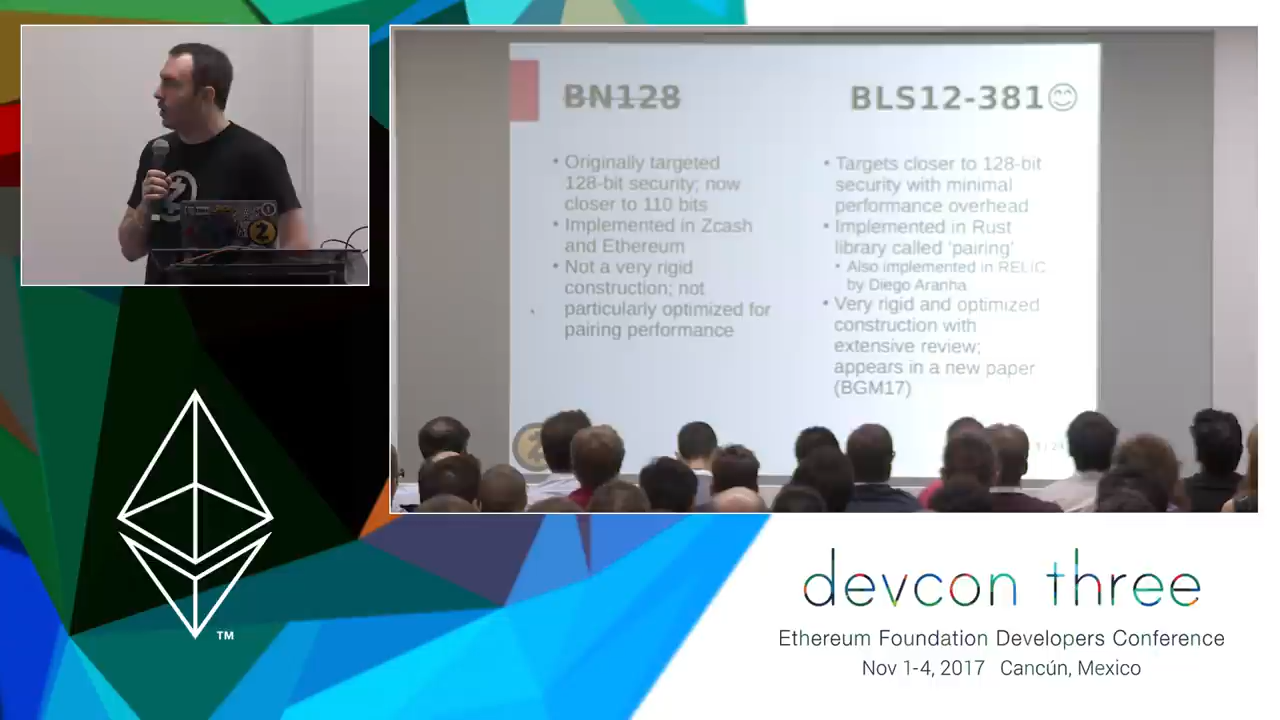 BN128
• Originally targeted
128-bit security; now
closer to 110 bits
• Implemented in Zcash
and Ethereum
• Not a very rigid
construction; not
particularly optimized for
pairing performance
BLS12-381😊
• Targets closer to 128-bit
security with minimal
performance overhead
• Implemented in Rust
library called 'pairing'
• Also implemented in RELIC
by Diego Aranha
• Very rigid and optimized
construction with
extensive review;
appears in a new paper
(BGM17)
TM
devcon three
Ethereum Foundation Developers Conference
Nov 1-4, 2017 Cancún, Mexico